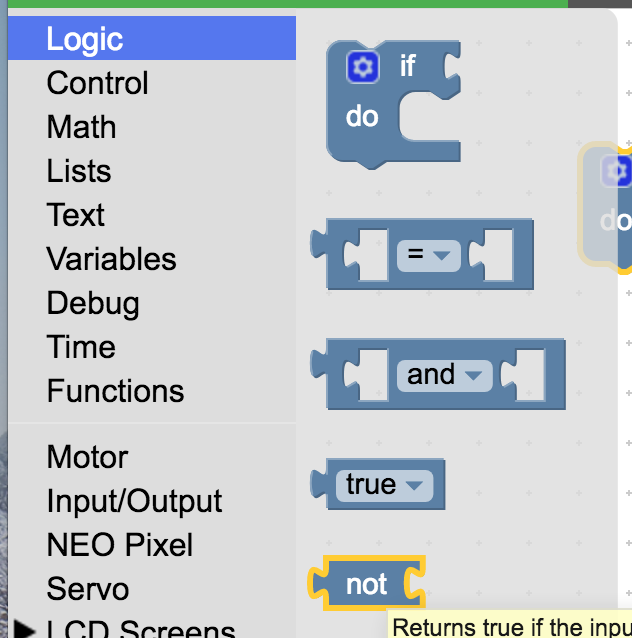 Logic
Control
Math
Lists
Text
Variables
Debug
Time
Functions
Motor
Input/Output
NEO Pixel
Servo
LCD Screens
if
do
=
and
true
not
do
Returns true if the inpu